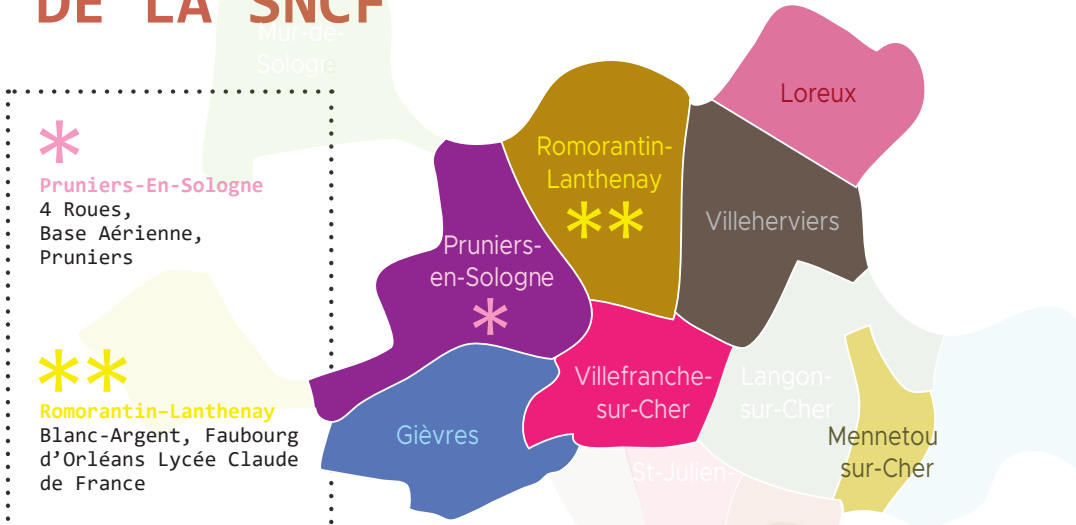 DE LA SNCF
Mur-de-
Sologne
*
Pruniers-En-Sologne
4 Roues,
Base Aérienne,
Pruniers
**
Romorantin-Lanthenay
Blanc-Argent, Faubourg
d’Orléans Lycée Claude
de France
Loreux
Romorantin-
Lanthenay
**
Villeherviers
Pruniers-
en-Sologne
*
Villefranche-
sur-Cher
Langon-
sur-Cher
Gièvres
Mennetou
sur-Cher
St-Julien-